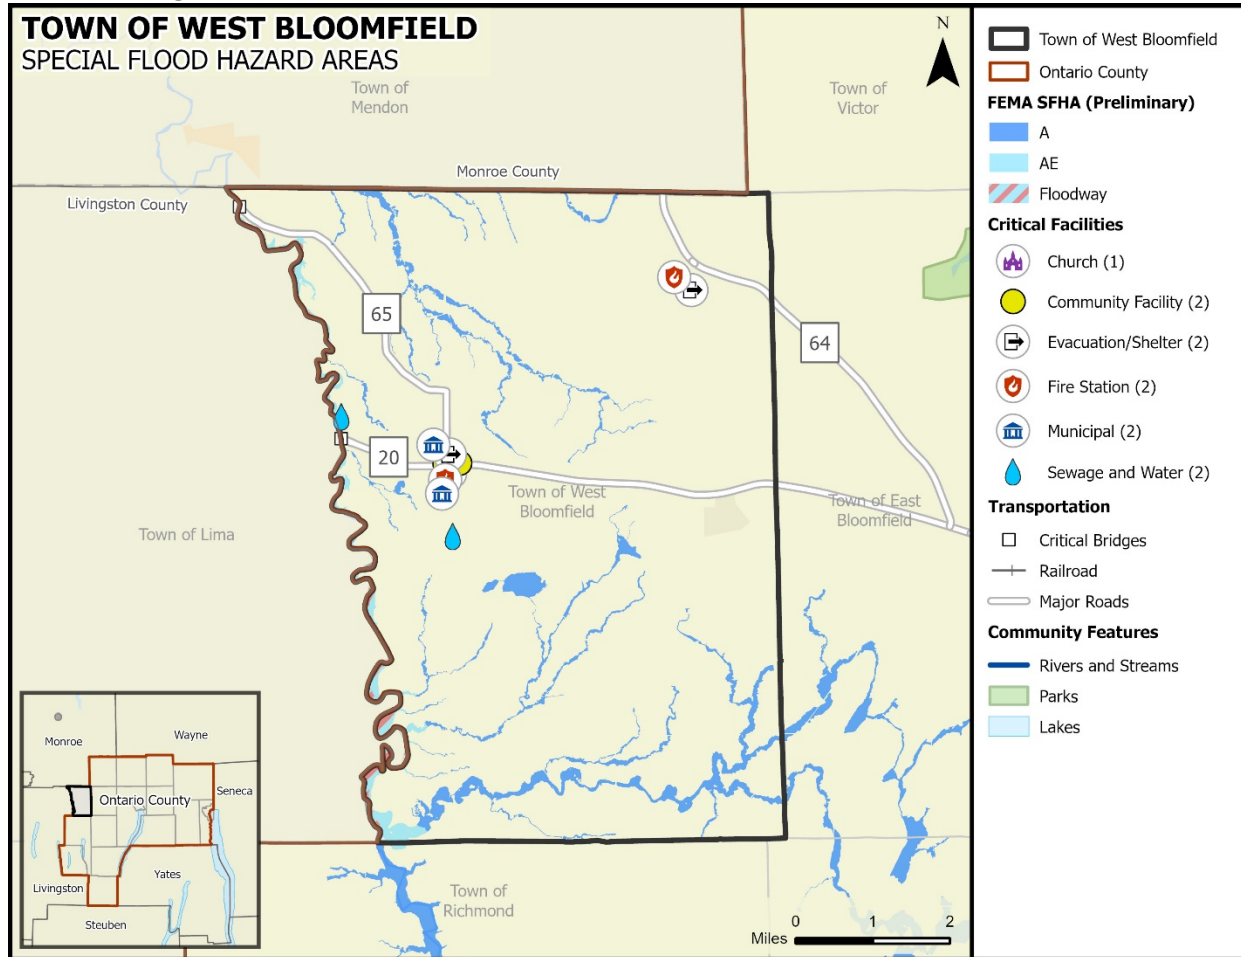 TOWN OF WEST BLOOMFIELD
SPECIAL FLOOD HAZARD AREAS
N
Town of
Mendon
Town of
Victor
Monroe County
Livingston County
65
64
20
Town of West
Bloomfield
Town of East
Bloomfield
Town of Lima
Town of
Richmond
Monroe
Wayne
Ontario County
Seneca
Livingston
Yates
Steuben
0 1 2
Miles
Town of West Bloomfield
Ontario County
FEMA SFHA (Preliminary)
A
AE
Floodway
Critical Facilities
Church (1)
Community Facility (2)
Evacuation/Shelter (2)
Fire Station (2)
Municipal (2)
Sewage and Water (2)
Transportation
Critical Bridges
Railroad
Major Roads
Community Features
Rivers and Streams
Parks
Lakes